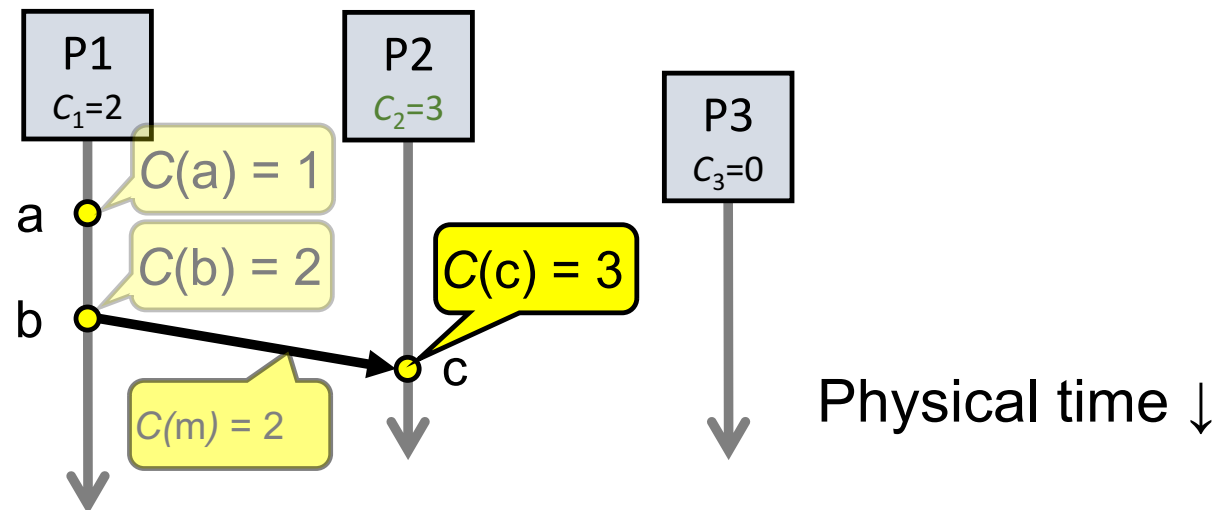 P1
C₁=2
P2
C₂=3
P3
C₃=0
C(a) = 1
a
C(b) = 2
b
C(c) = 3
c
C(m) = 2
Physical time ↓